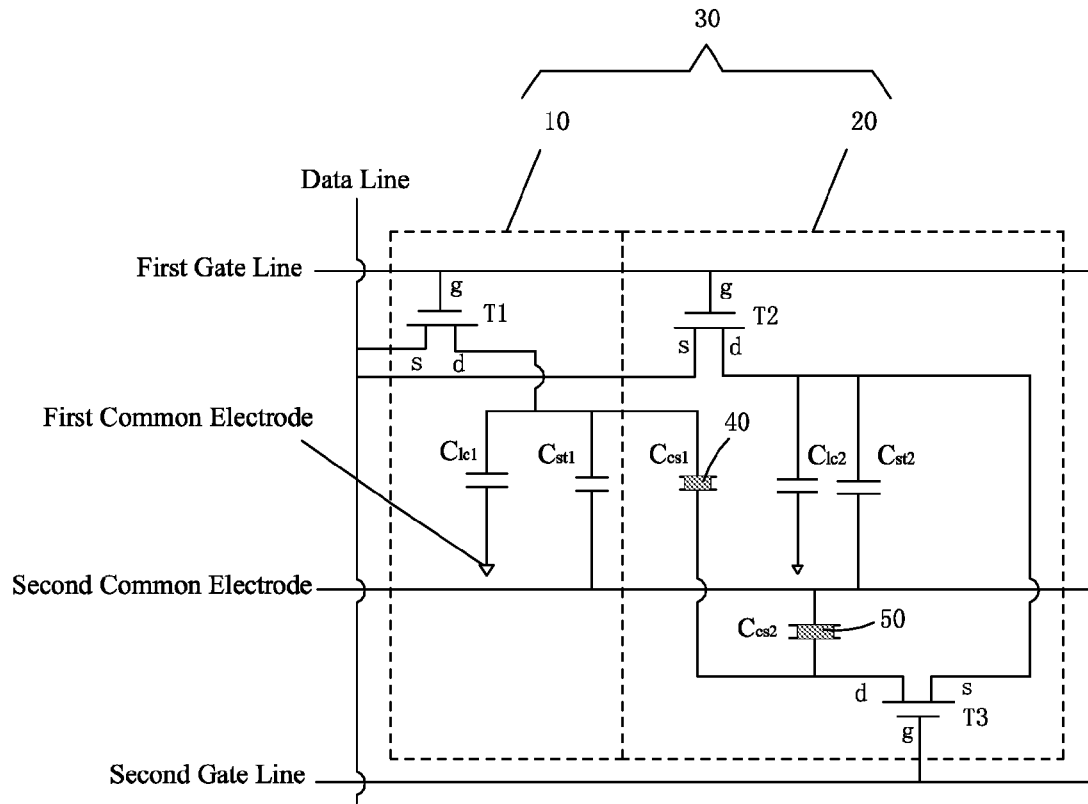 30
10
20
Data Line
First Gate Line
g
T1
g
T2
s
d
s
d
First Common Electrode
40
Clc1
Cst1
Ccs1
Clc2
Cst2
Second Common Electrode
Ccs2
50
d
s
T3
g
Second Gate Line